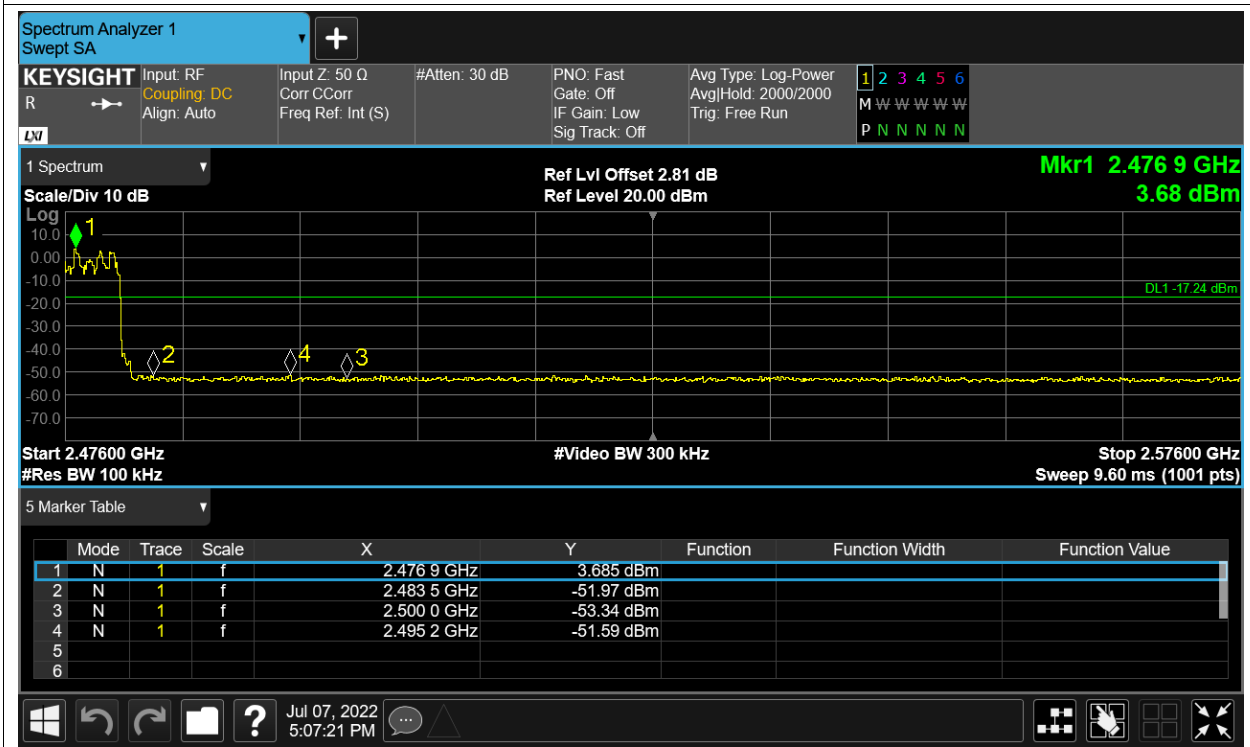 Spectrum Analyzer 1
Swept SA
KEYSIGHT
R
LXI
Input: RF
Coupling: DC
Align: Auto
Input Z: 50 Ω
Corr CCorr
Freq Ref: Int (S)
#Atten: 30 dB
PNO: Fast
Gate: Off
IF Gain: Low
Sig Track: Off
Avg Type: Log-Power
Avg|Hold: 2000/2000
Trig: Free Run
1 2 3 4 5 6
M W W W W W
P N N N N N
1 Spectrum
Scale/Div 10 dB
Ref Lvl Offset 2.81 dB
Ref Level 20.00 dBm
Mkr1 2.476 9 GHz
3.68 dBm
Log
10.0
0.00
-10.0
-20.0
-30.0
-40.0
-50.0
-60.0
-70.0
1
2
4
3
DL1 -17.24 dBm
Start 2.47600 GHz
#Video BW 300 kHz
Stop 2.57600 GHz
#Res BW 100 kHz
Sweep 9.60 ms (1001 pts)
5 Marker Table
Mode Trace Scale X Y Function Function Width Function Value
1 N 1 f 2.476 9 GHz 3.685 dBm
2 N 1 f 2.483 5 GHz -51.97 dBm
3 N 1 f 2.500 0 GHz -53.34 dBm
4 N 1 f 2.495 2 GHz -51.59 dBm
5
6
?
Jul 07, 2022
5:07:21 PM